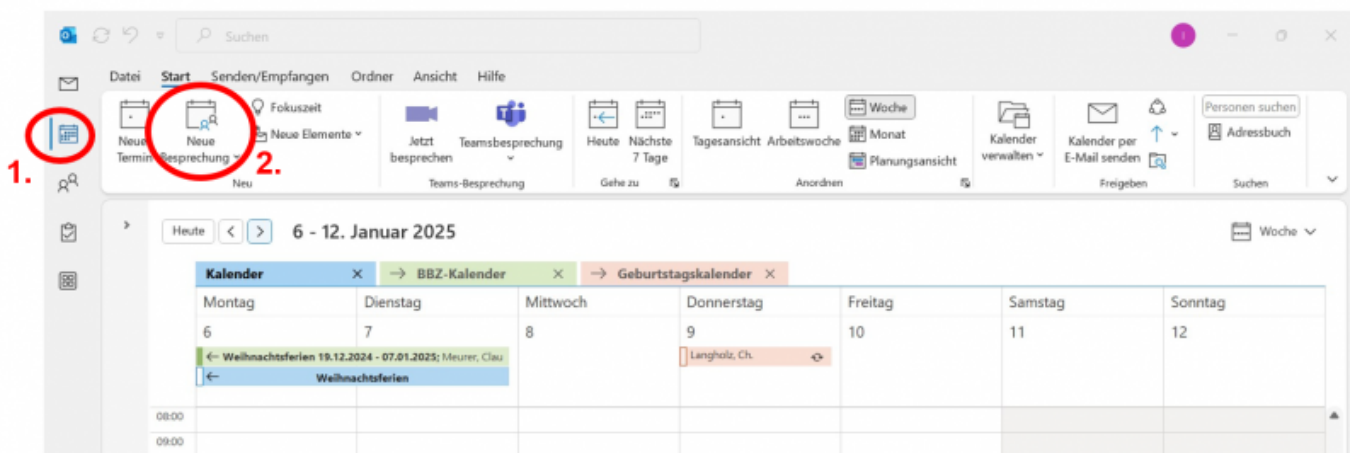 Suchen
Datei Start Senden/Empfangen Ordner Ansicht Hilfe
1.
2.
Neuer Termin
Neue Besprechung
Fokuszeit
Neue Elemente
Neu
Jetzt besprechen
Teamsbesprechung
Teams-Besprechung
Heute
Nächste 7 Tage
Gehe zu
Tagesansicht
Arbeitswoche
Woche
Monat
Planungsansicht
Anordnen
Kalender verwalten
Kalender per E-Mail senden
Freigeben
Personen suchen
Adressbuch
Suchen
Heute
6 - 12. Januar 2025
Woche
Kalender
→ BBZ-Kalender
→ Geburtstagskalender
Montag Dienstag Mittwoch Donnerstag Freitag Samstag Sonntag
6 7 8 9 10 11 12
← Weihnachtsferien 19.12.2024 - 07.01.2025; Meurer, Clau
Langholz, Ch.
← Weihnachtsferien
08:00
09:00